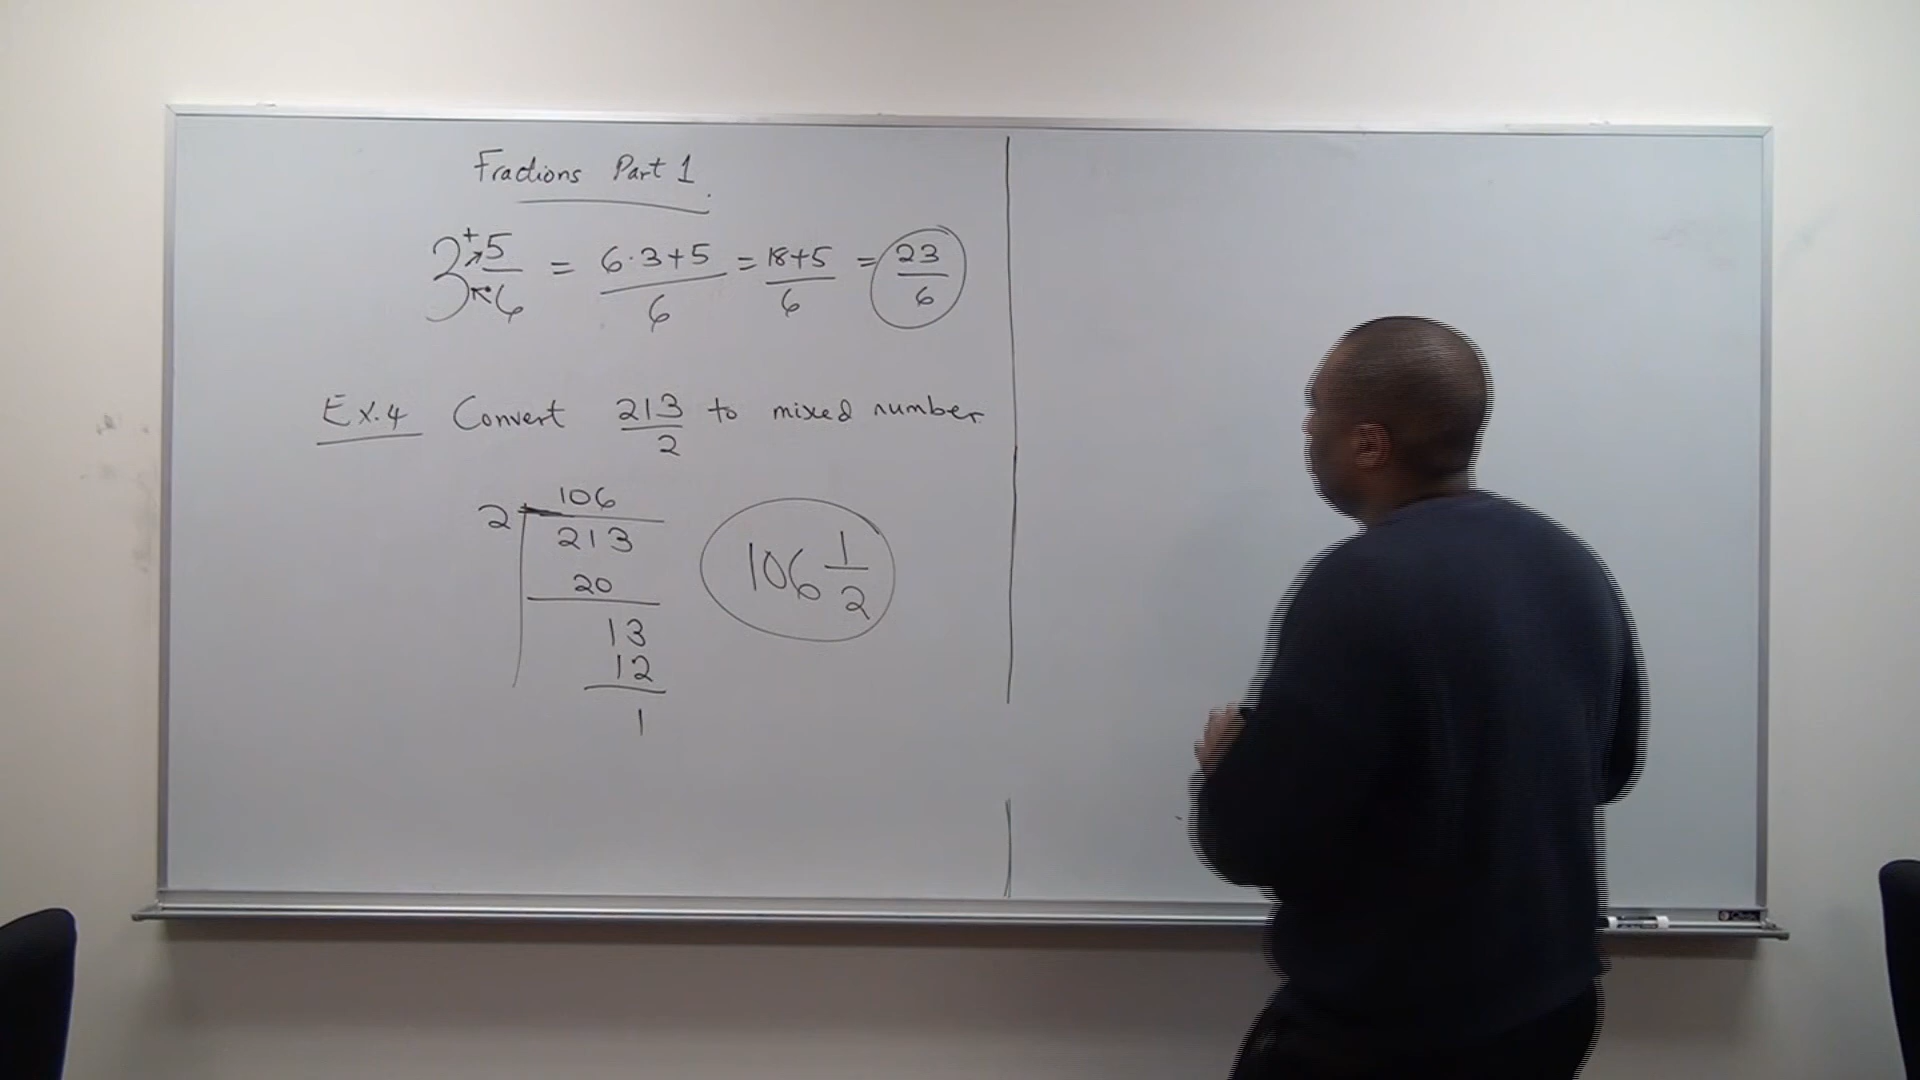 Fractions Part 1
3 5/6 = 6·3+5/6 = 18+5/6 = 23/6
Ex.4 Convert 213/2 to mixed number
106
2 213
20
13
12
1
106 1/2